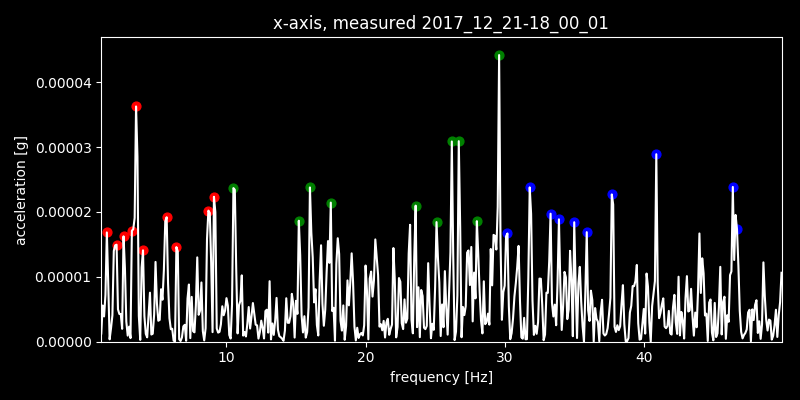 x-axis, measured 2017_12_21-18_00_01
acceleration [g]
0.00004
0.00003
0.00002
0.00001
0.00000
10 20 30 40
frequency [Hz]